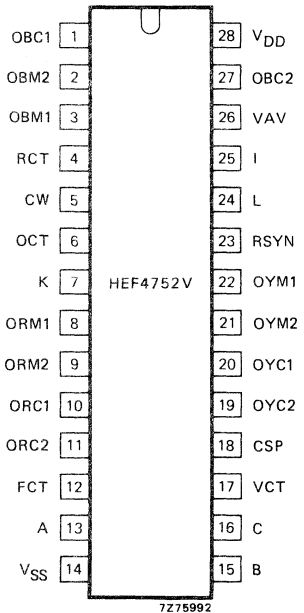 OBC1 1 28 VDD
OBM2 2 27 OBC2
OBM1 3 26 VAV
RCT 4 25 I
CW 5 24 L
OCT 6 23 RSYN
K 7 HEF4752V 22 OYM1
ORM1 8 21 OYM2
ORM2 9 20 OYC1
ORC1 10 19 OYC2
ORC2 11 18 CSP
FCT 12 17 VCT
A 13 16 C
VSS 14 15 B
7Z75992